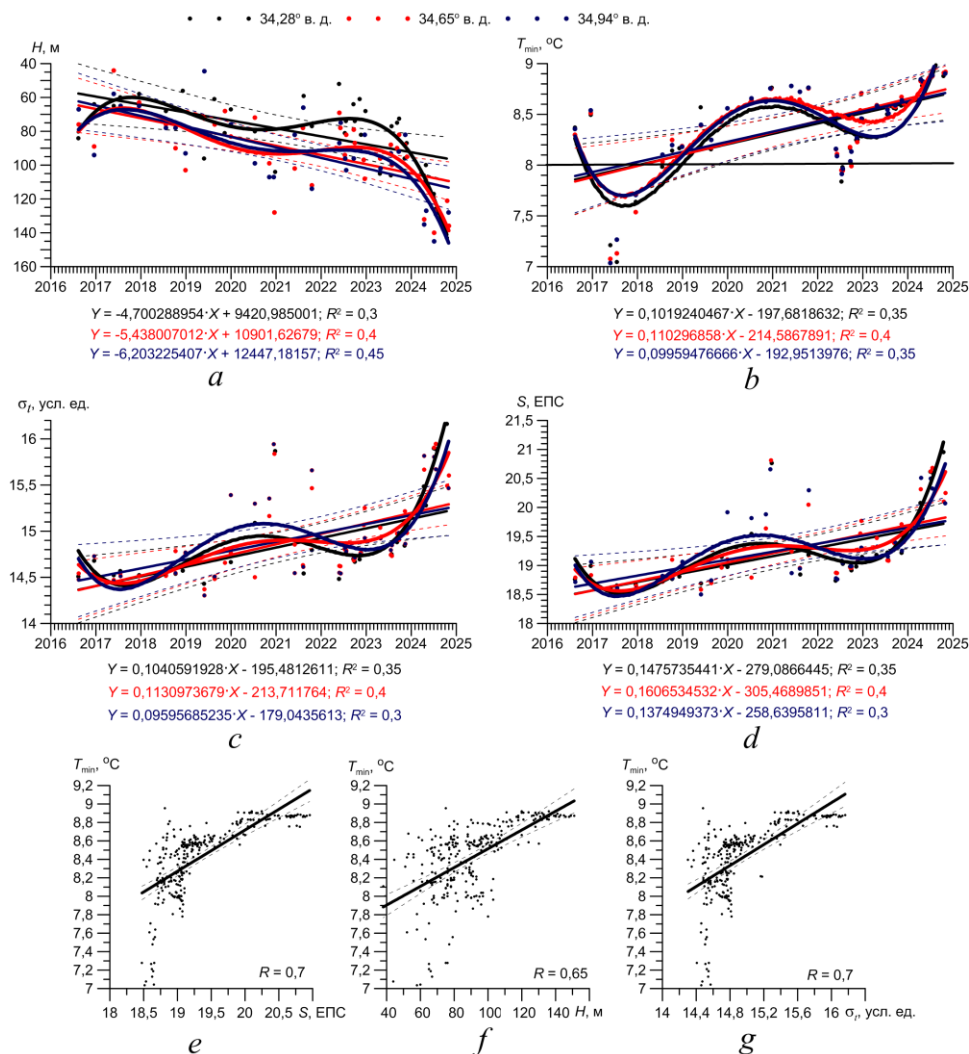 34,28° в. д. 34,65° в. д. 34,94° в. д.
H, м
40
60
80
100
120
140
160
2016 2017 2018 2019 2020 2021 2022 2023 2024 2025
Y = -4,700288954·X + 9420,985001; R² = 0,3
Y = -5,438007012·X + 10901,62679; R² = 0,4
Y = -6,203225407·X + 12447,18157; R² = 0,45
a
Tmin, °C
9
8,5
8
7,5
7
2016 2017 2018 2019 2020 2021 2022 2023 2024 2025
Y = 0,1019240467·X - 197,6818632; R² = 0,35
Y = 0,110296858·X - 214,5867891; R² = 0,4
Y = 0,09959476666·X - 192,9513976; R² = 0,35
b
σt, усл. ед.
16
15,5
15
14,5
14
2016 2017 2018 2019 2020 2021 2022 2023 2024 2025
Y = 0,1040591928·X - 195,4812611; R² = 0,35
Y = 0,1130973679·X - 213,711764; R² = 0,4
Y = 0,09595685235·X - 179,0435613; R² = 0,3
c
S, ЕПС
21,5
21
20,5
20
19,5
19
18,5
18
2016 2017 2018 2019 2020 2021 2022 2023 2024 2025
Y = 0,1475735441·X - 279,0866445; R² = 0,35
Y = 0,1606534532·X - 305,4689851; R² = 0,4
Y = 0,1374949373·X - 258,6395811; R² = 0,3
d
Tmin, °C
9,2
9
8,8
8,6
8,4
8,2
8
7,8
7,6
7,4
7,2
7
R = 0,7
18 18,5 19 19,5 20 20,5 S, ЕПС
e
Tmin, °C
9,2
9
8,8
8,6
8,4
8,2
8
7,8
7,6
7,4
7,2
7
R = 0,65
40 60 80 100 120 140 H, м
f
Tmin, °C
9,2
9
8,8
8,6
8,4
8,2
8
7,8
7,6
7,4
7,2
7
R = 0,7
14 14,4 14,8 15,2 15,6 16 σt, усл. ед.
g